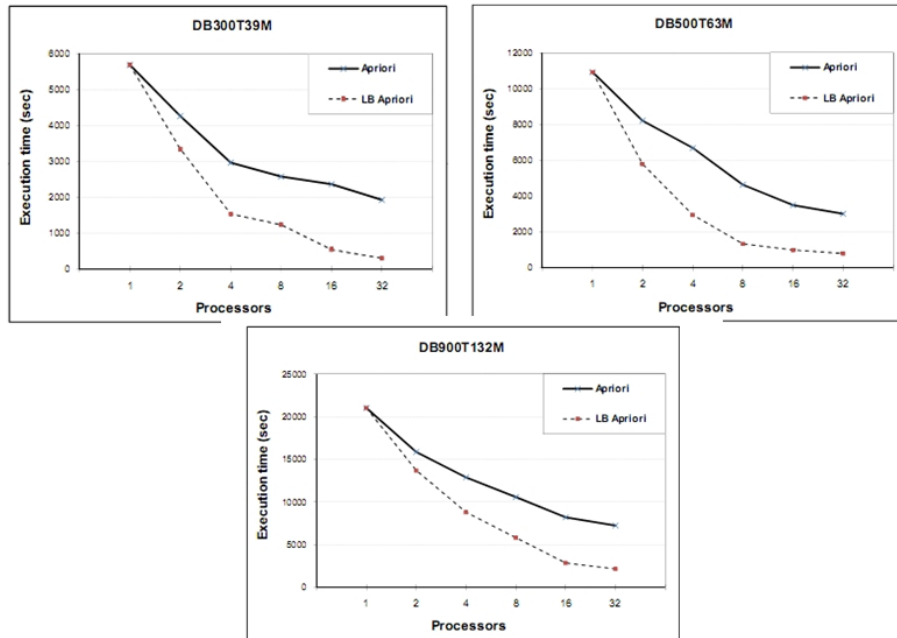 DB300T39M
6000
5000
4000
3000
2000
1000
0
Execution time (sec)
Apriori
LB Apriori
1 2 4 8 16 32
Processors
DB500T63M
12000
10000
8000
6000
4000
2000
0
Execution time (sec)
Apriori
LB Apriori
1 2 4 8 16 32
Processors
DB900T132M
25000
20000
15000
10000
5000
0
Execution time (sec)
Apriori
LB Apriori
1 2 4 8 16 32
Processors